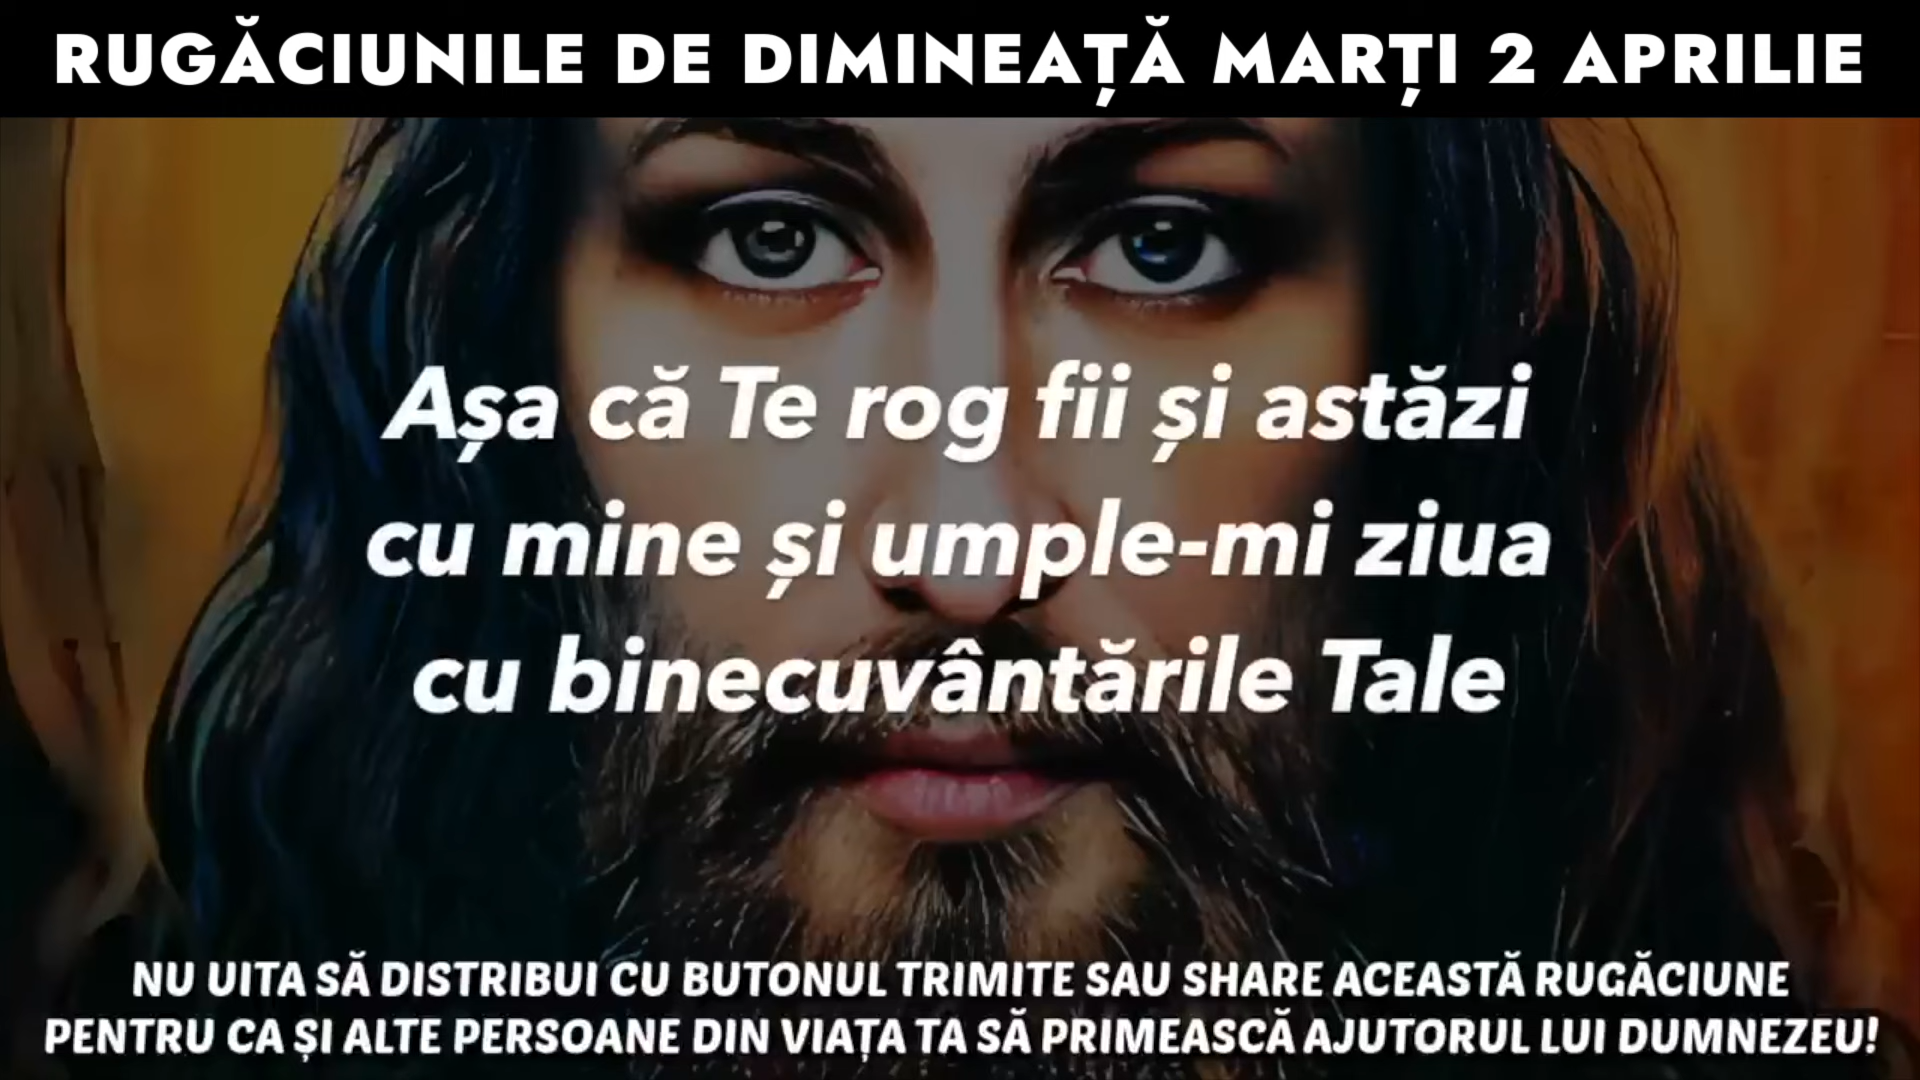 RUGĂCIUNILE DE DIMINEAȚĂ MARȚI 2 APRILIE
Așa că Te rog fii și astăzi
cu mine și umple-mi ziua
cu binecuvântările Tale
NU UITA SĂ DISTRIBUI CU BUTONUL TRIMITE SAU SHARE ACEASTĂ RUGĂCIUNE
PENTRU CA ȘI ALTE PERSOANE DIN VIAȚA TA SĂ PRIMEASCĂ AJUTORUL LUI DUMNEZEU!